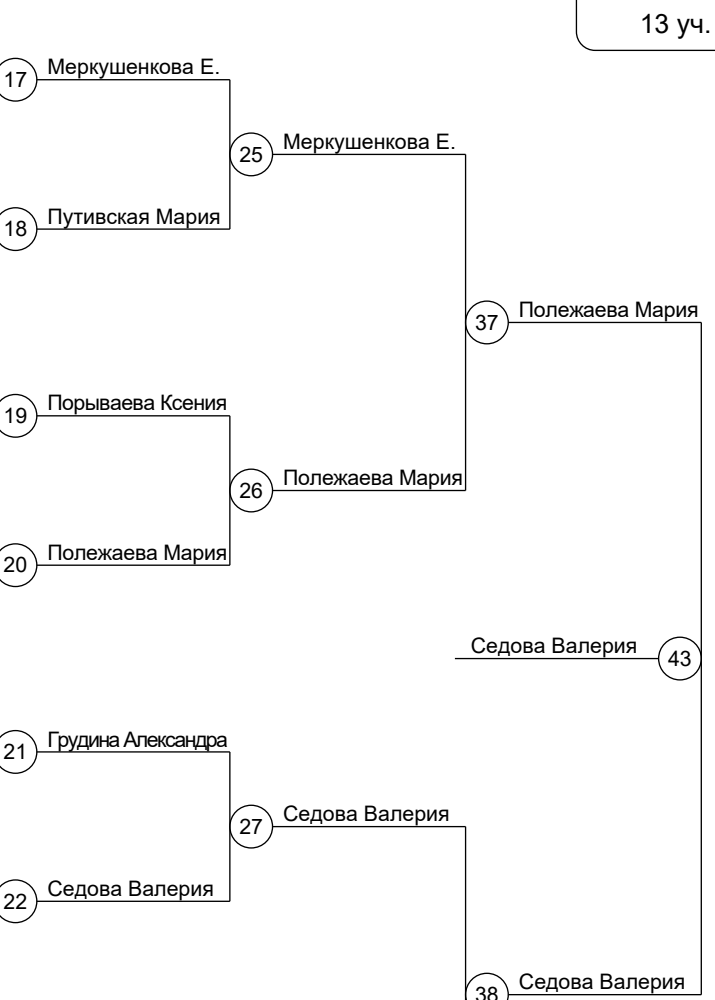 13 уч.
17 Меркушенкова Е.
25 Меркушенкова Е.
18 Путивская Мария
37 Полежаева Мария
19 Порываева Ксения
26 Полежаева Мария
20 Полежаева Мария
Седова Валерия 43
21 Грудина Александра
27 Седова Валерия
22 Седова Валерия
38 Седова Валерия